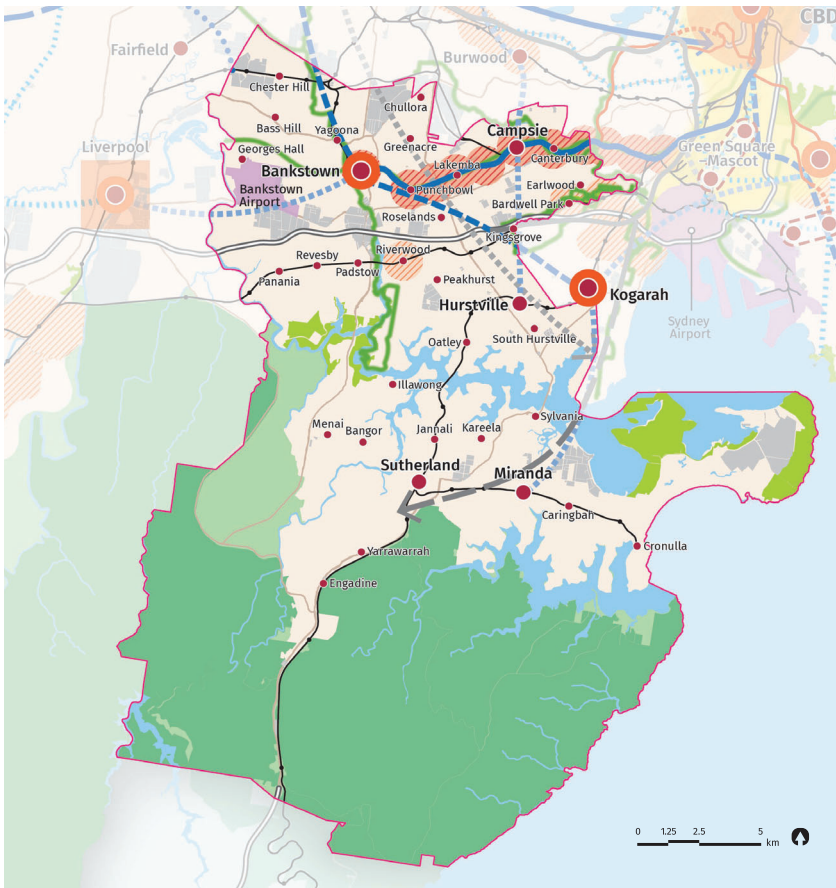 CBD
Fairfield
Burwood
Chester Hill
Chullora
Bass Hill
Yagoona
Campsie
Liverpool
Georges Hall
Greenacre
Green Square
-Mascot
Lakemba
Canterbury
Bankstown
Punchbowl
Earlwood
Bankstown
Airport
Bardwell Park
Roselands
Kingsgrove
Revesby
Riverwood
Padstow
Panania
Peakhurst
Hurstville
Kogarah
Sydney
Airport
South Hurstville
Oatley
Illawong
Sylvania
Menai
Bangor
Jannali
Kareela
Sutherland
Miranda
Caringbah
Yarrawarrah
Cronulla
Engadine
0 1.25 2.5 5
km